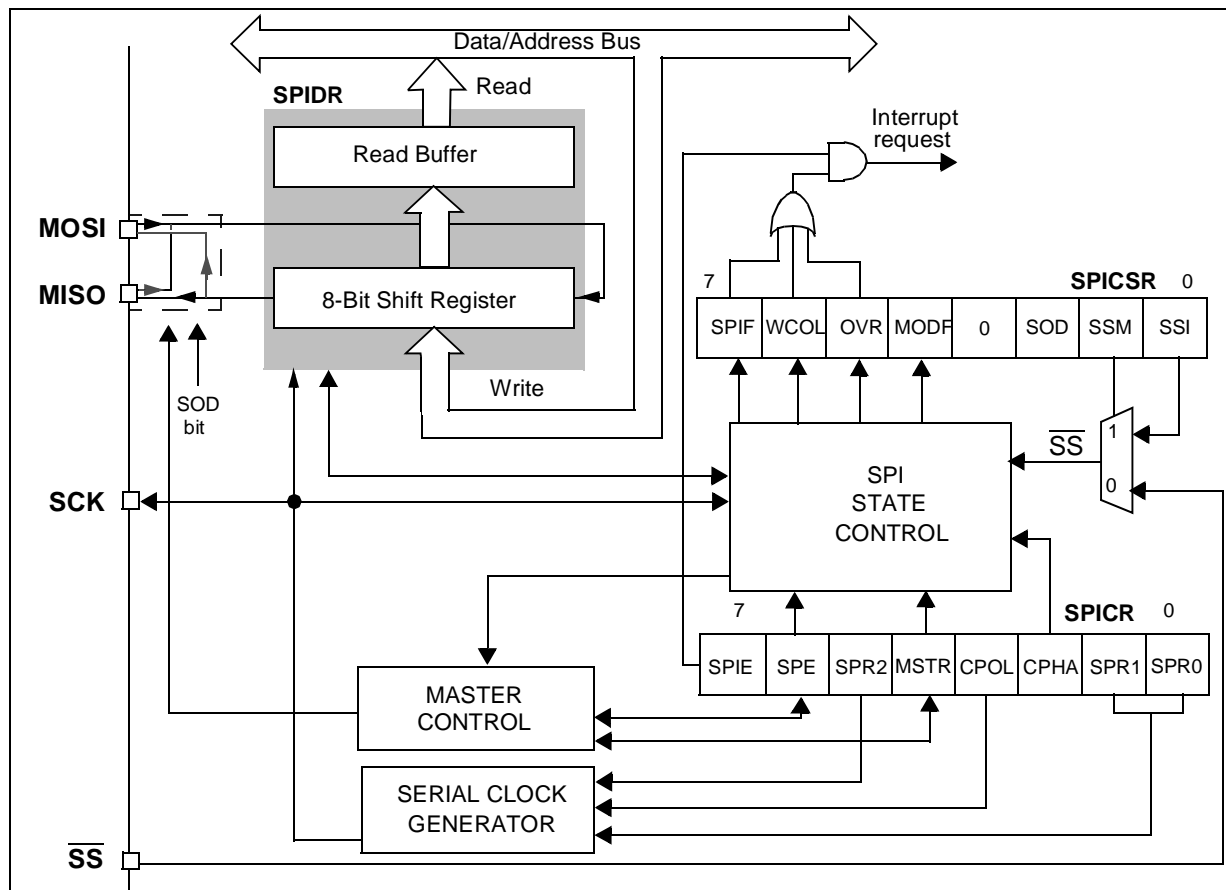 Data/Address Bus
SPIDR
Read
Read Buffer
Interrupt
request
MOSI
MISO
8-Bit Shift Register
Write
SOD
bit
7
SPICSR
0
SPIF WCOL OVR MODF 0 SOD SSM SSI
SCK
SPI
STATE
CONTROL
SS
1
0
7
SPICR
0
SPIE SPE SPR2 MSTR CPOL CPHA SPR1 SPR0
MASTER
CONTROL
SERIAL CLOCK
GENERATOR
SS